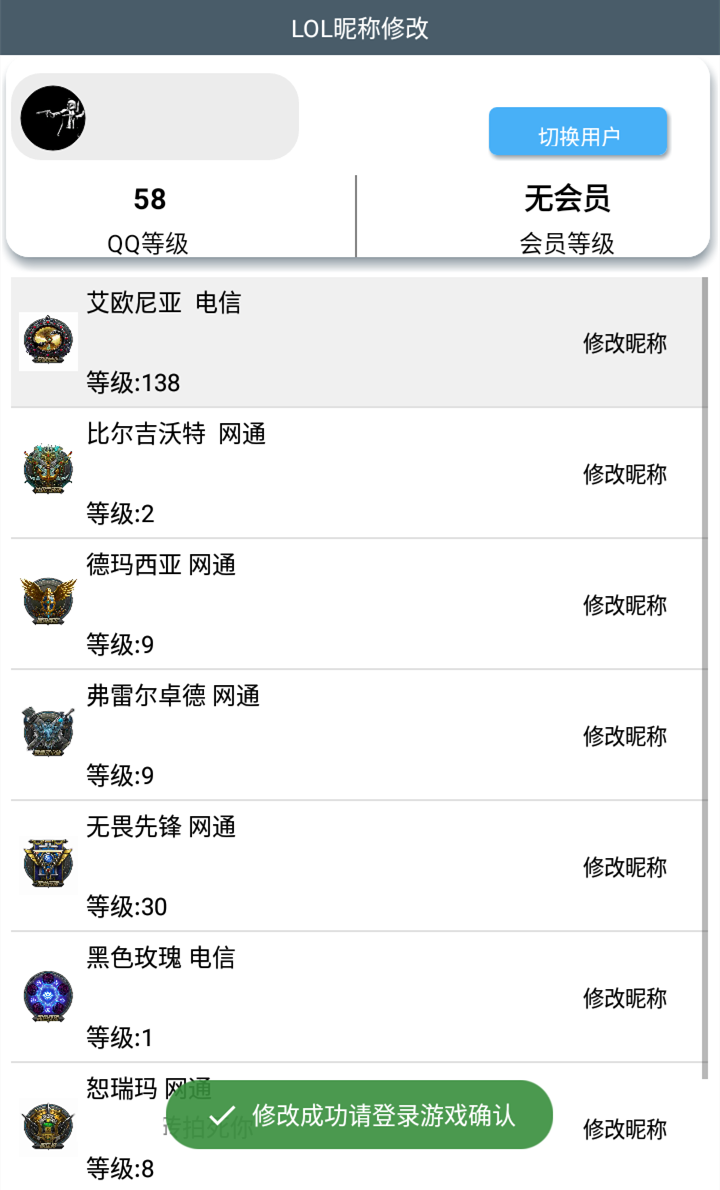 LOL昵称修改
切换用户
58
无会员
QQ等级
会员等级
艾欧尼亚 电信
修改昵称
等级:138
比尔吉沃特 网通
修改昵称
等级:2
德玛西亚 网通
修改昵称
等级:9
弗雷尔卓德 网通
修改昵称
等级:9
无畏先锋 网通
修改昵称
等级:30
黑色玫瑰 电信
修改昵称
等级:1
恕瑞玛 网通
修改成功请登录游戏确认
拍死你
修改昵称
等级:8